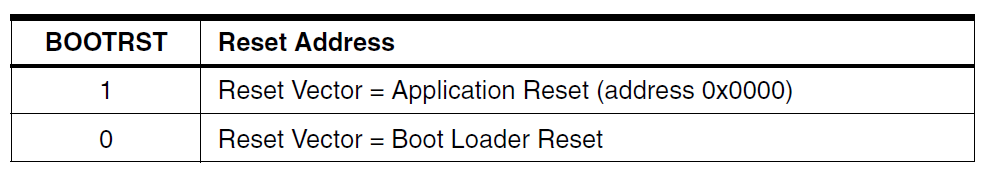 BOOTRST Reset Address
1 Reset Vector = Application Reset (address 0x0000)
0 Reset Vector = Boot Loader Reset